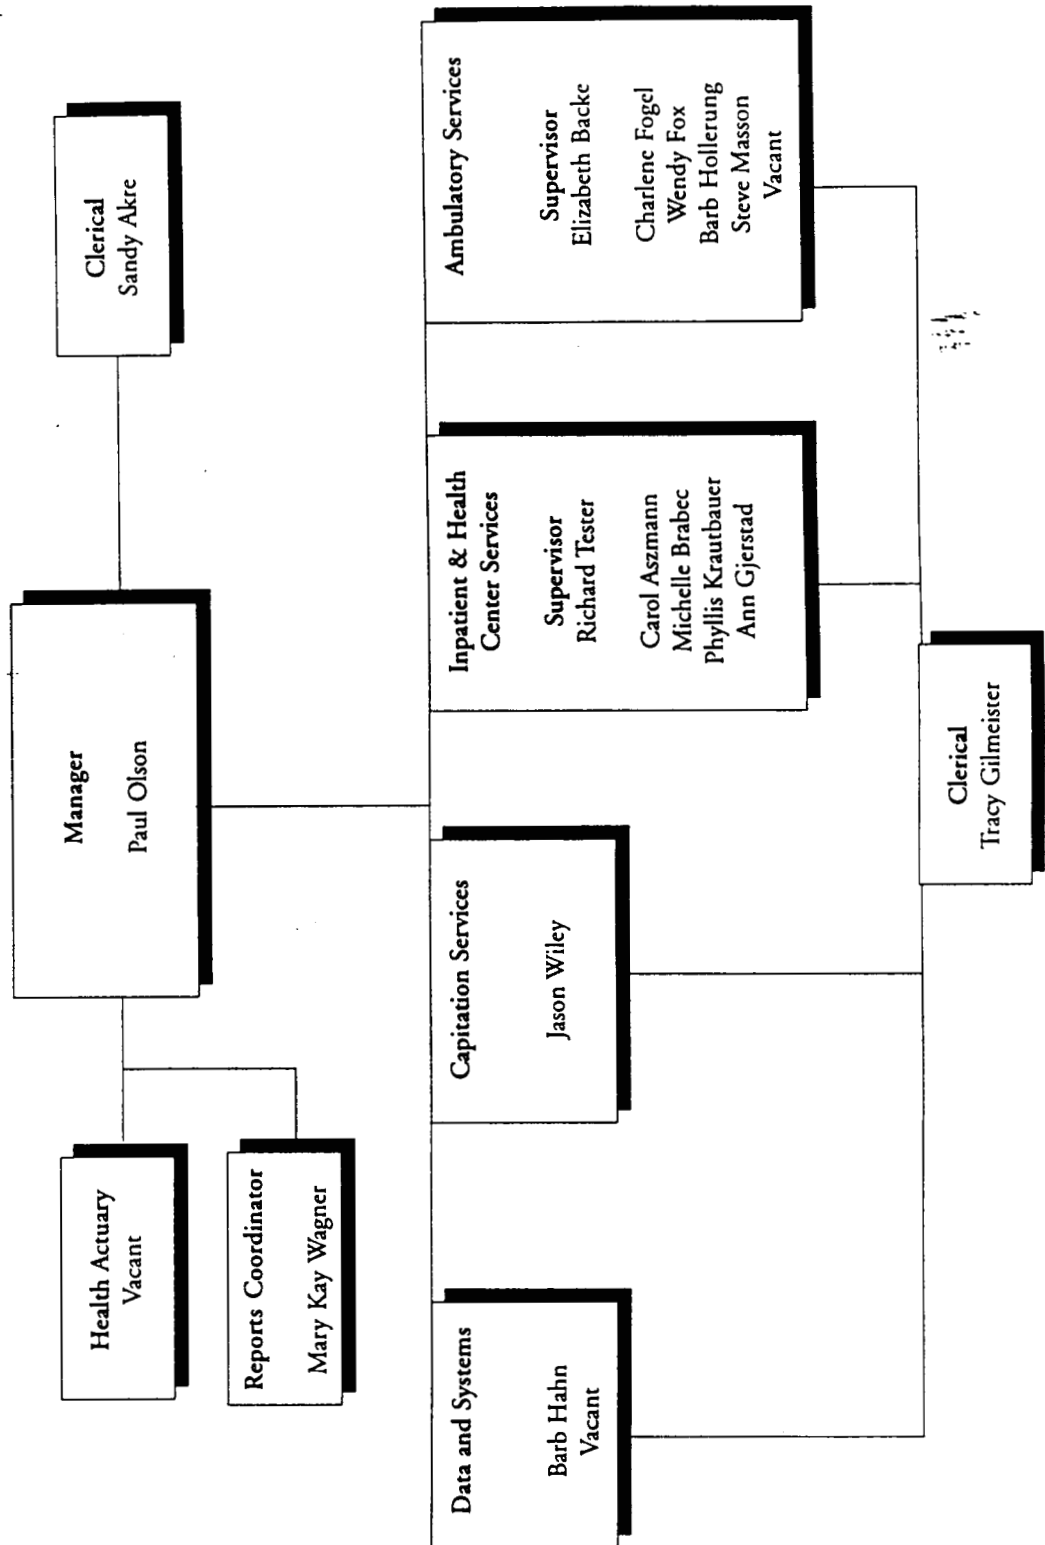 Manager
Paul Olson
Clerical
Sandy Akre
Health Actuary
Vacant
Reports Coordinator
Mary Kay Wagner
Data and Systems
Barb Hahn
Vacant
Capitation Services
Jason Wiley
Inpatient & Health
Center Services
Supervisor
Richard Tester
Carol Aszmann
Michelle Brabec
Phyllis Krautbauer
Ann Gjerstad
Ambulatory Services
Supervisor
Elizabeth Backe
Charlene Fogel
Wendy Fox
Barb Hollerung
Steve Masson
Vacant
Clerical
Tracy Gilmeister